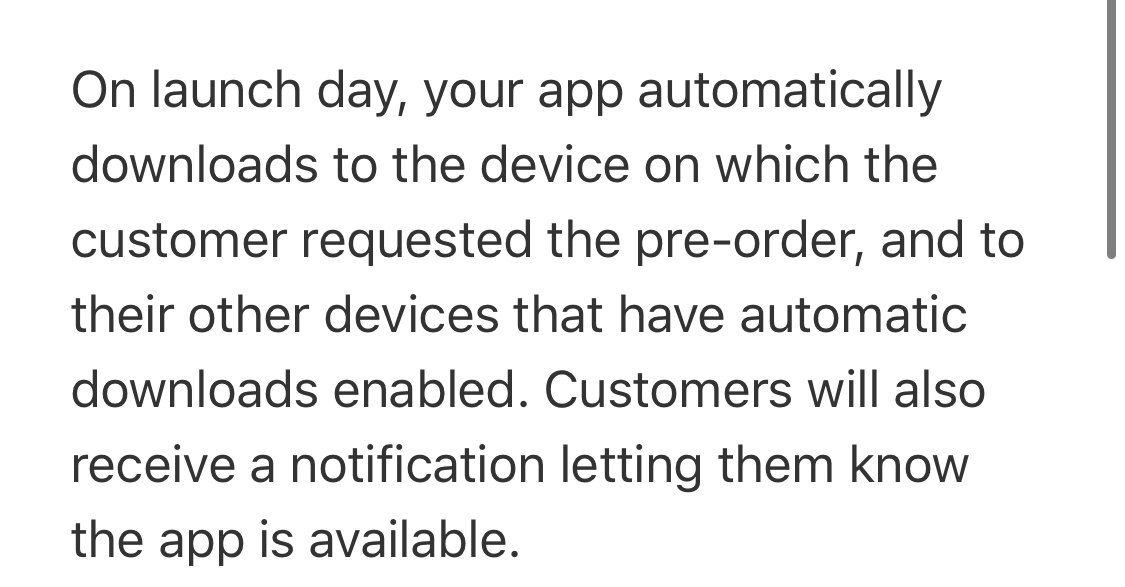 On launch day, your app automatically
downloads to the device on which the
customer requested the pre-order, and to
their other devices that have automatic
downloads enabled. Customers will also
receive a notification letting them know
the app is available.